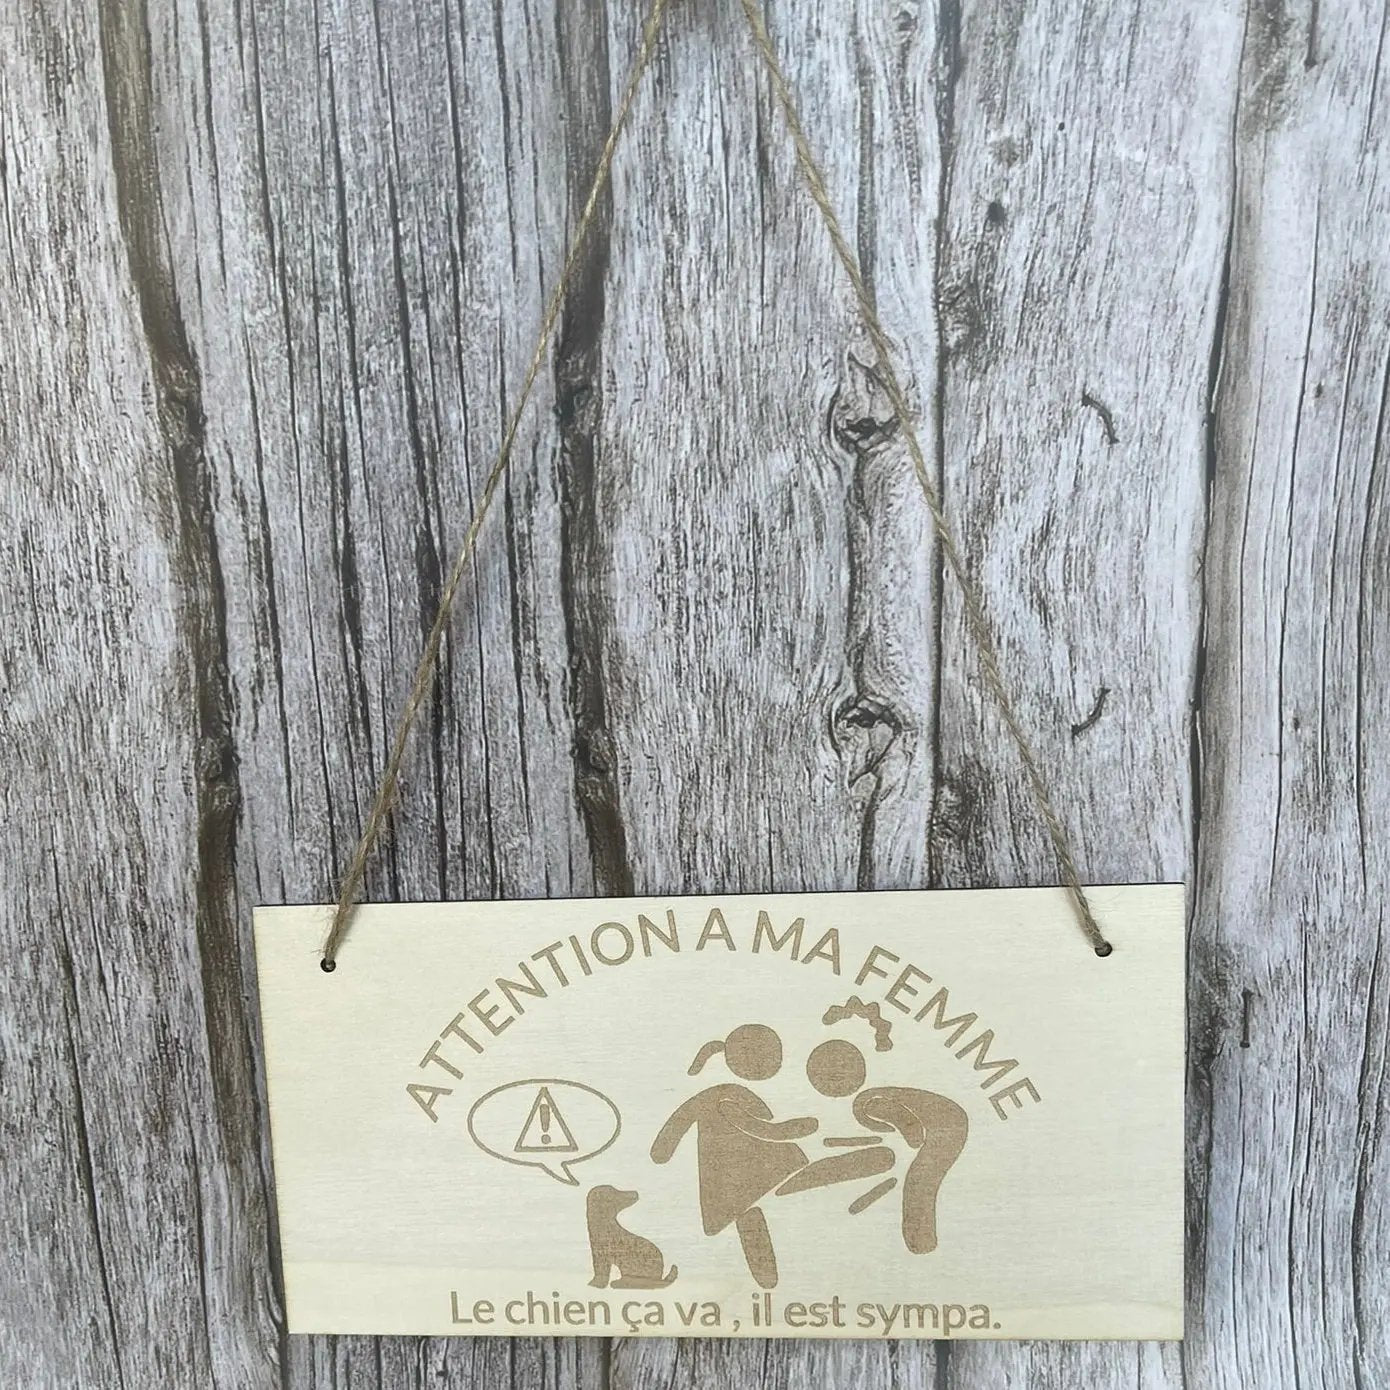 ATTENTION A MA FEMME
Le chien ça va , il est sympa.